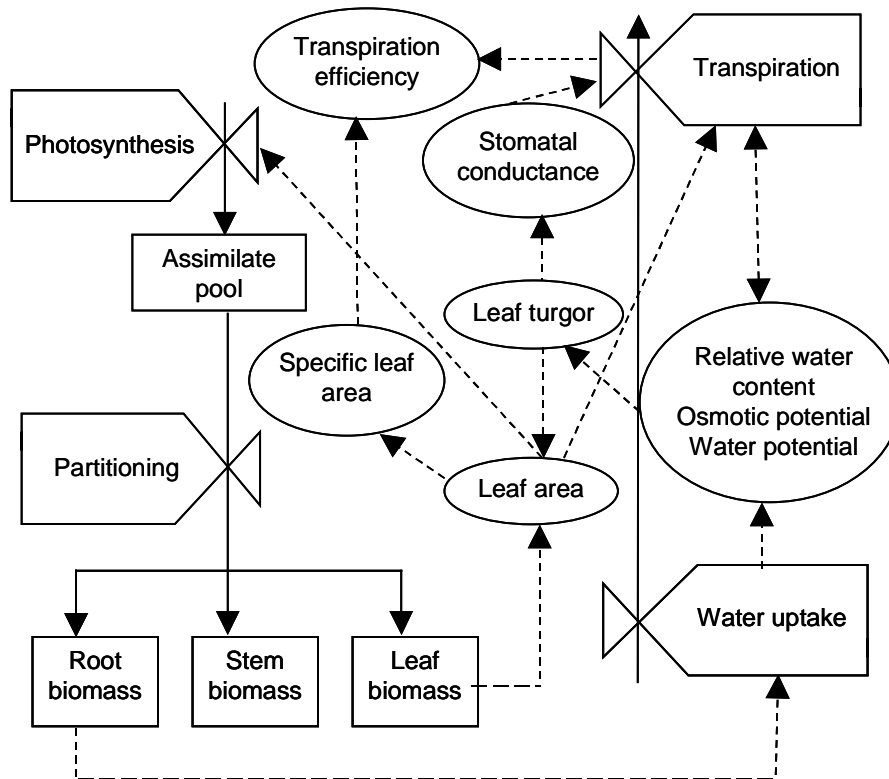 Transpiration
efficiency
Transpiration
Photosynthesis
Stomatal
conductance
Assimilate
pool
Leaf turgor
Specific leaf
area
Relative water
content
Osmotic potential
Water potential
Partitioning
Leaf area
Water uptake
Root
biomass
Stem
biomass
Leaf
biomass